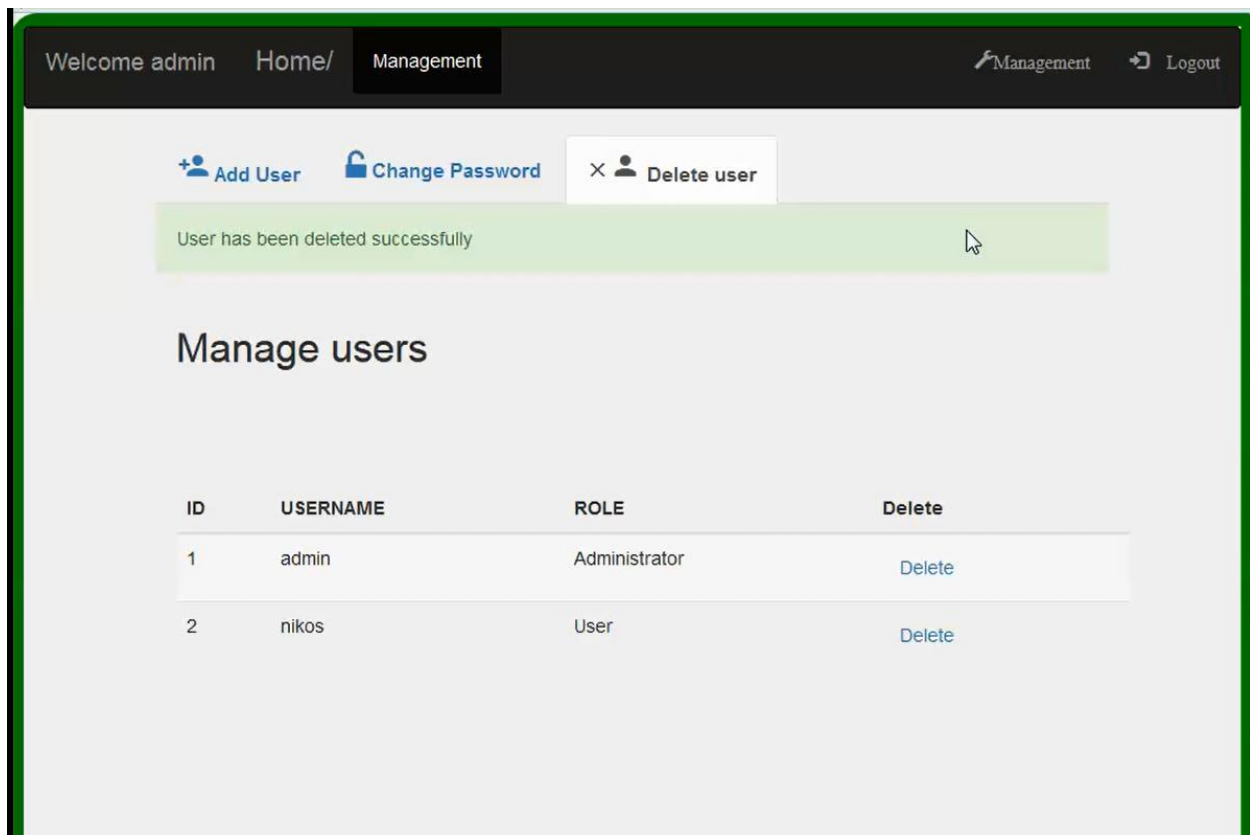 Welcome admin Home/ Management Management Logout
Add User Change Password Delete user
User has been deleted successfully
Manage users
ID USERNAME ROLE Delete
1 admin Administrator Delete
2 nikos User Delete